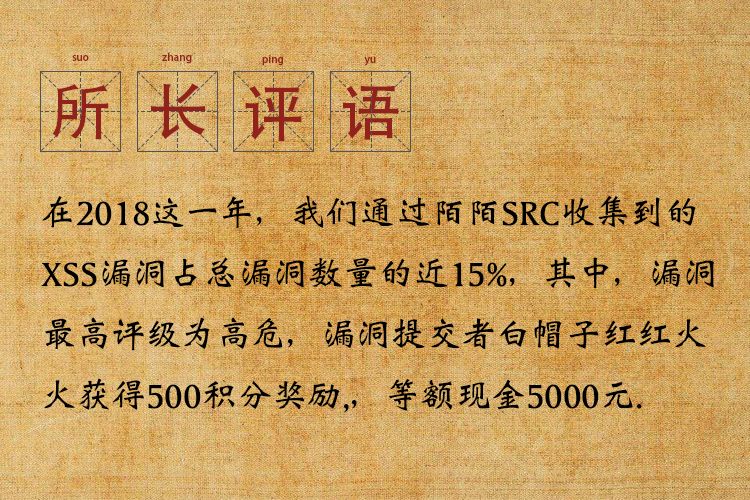 suo zhang ping yu
所长评语
在2018这一年，我们通过陌陌SRC收集到的
XSS漏洞占总漏洞数量的近15%，其中，漏洞
最高评级为高危，漏洞提交者白帽子红红火
火获得500积分奖励,，等额现金5000元.